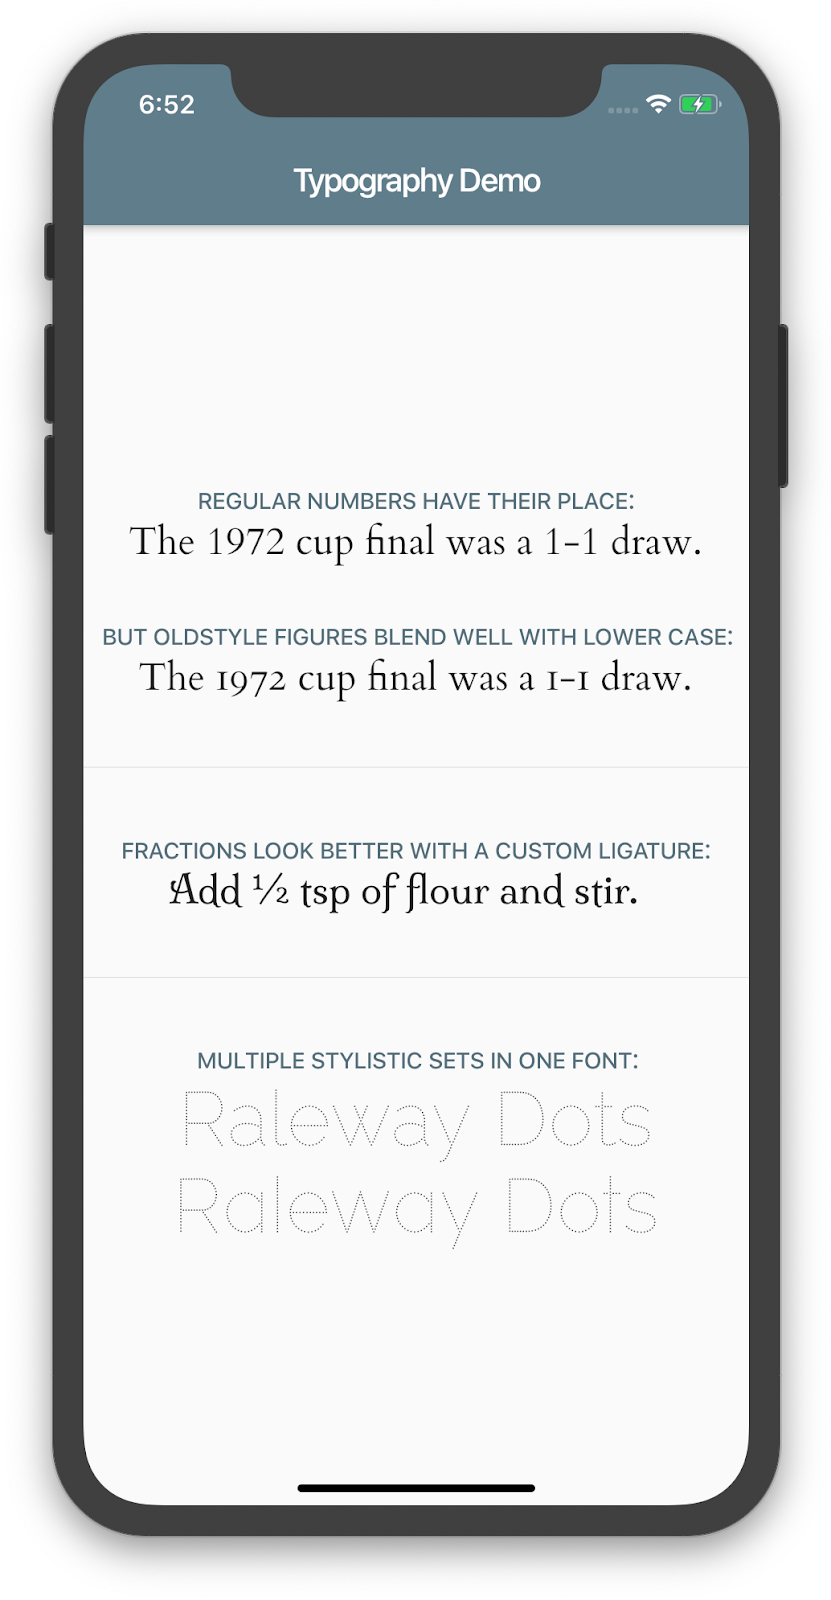 6:52
Typography Demo
REGULAR NUMBERS HAVE THEIR PLACE:
The 1972 cup final was a 1-1 draw.
BUT OLDSTYLE FIGURES BLEND WELL WITH LOWER CASE:
The 1972 cup final was a 1-1 draw.
FRACTIONS LOOK BETTER WITH A CUSTOM LIGATURE:
Add ½ tsp of flour and stir.
MULTIPLE STYLISTIC SETS IN ONE FONT:
Raleway Dots
Raleway Dots